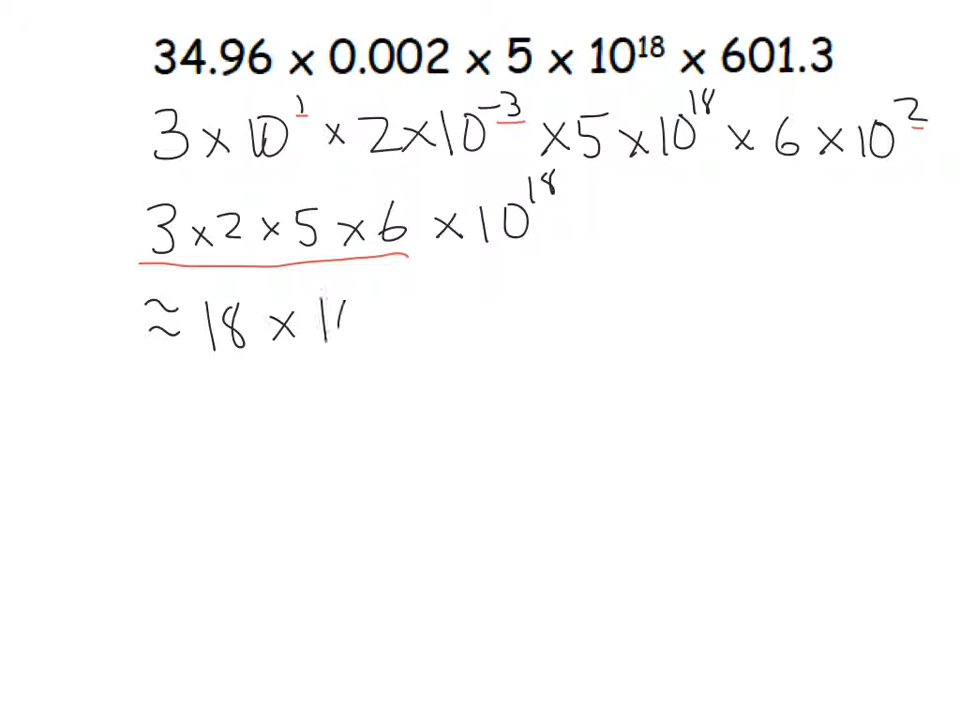 34.96 x 0.002 x 5 x 10¹⁸ x 601.3
3 × 10¹ × 2 × 10⁻³ × 5 × 10¹⁸ × 6 × 10²
3 × 2 × 5 × 6 × 10¹⁸
≈ 18 × 1